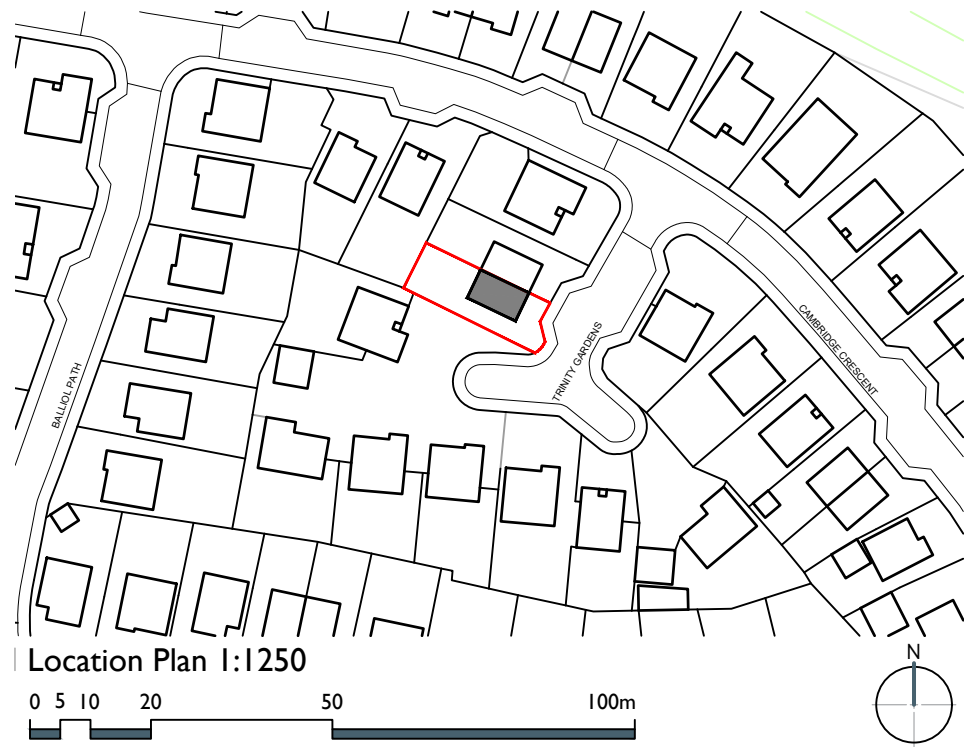 CAMBRIDGE CRESCENT
TRINITY GARDENS
BALLIOL PATH
Location Plan 1:1250
N
0 5 10 20 50 100m